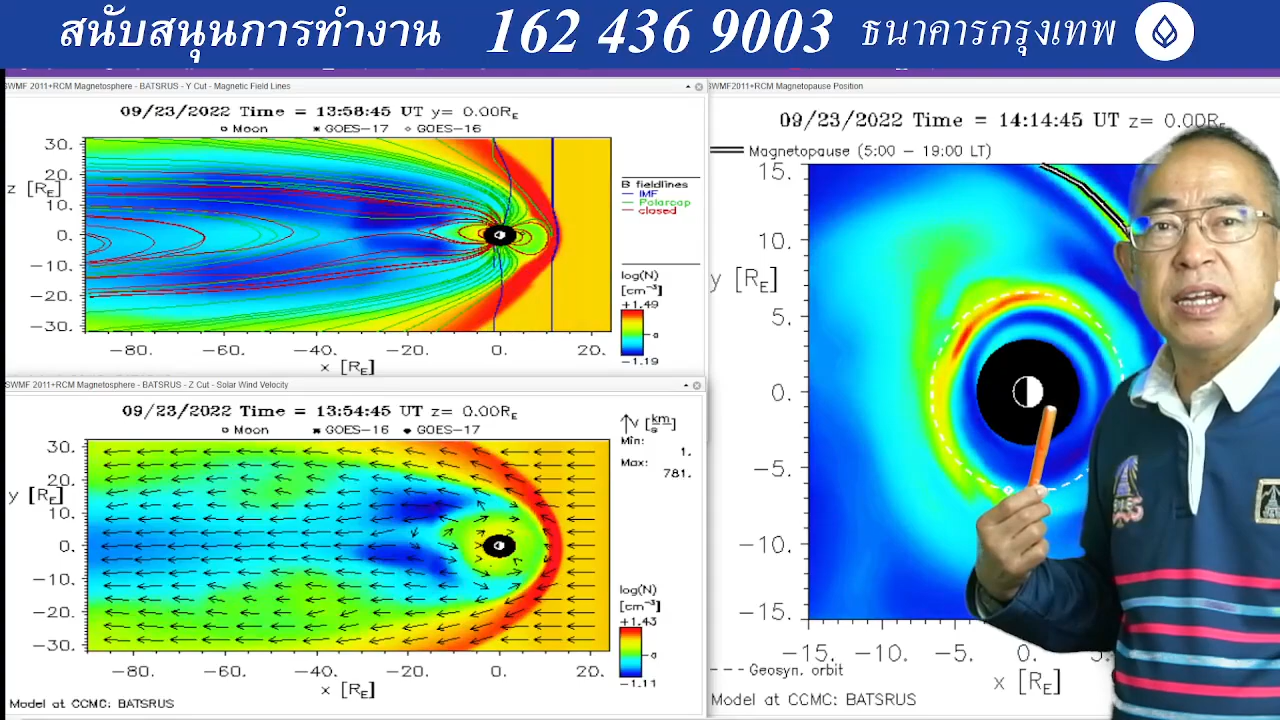 สนับสนุนการทำงาน 162 436 9003 ธนาคารกรุงเทพ
SWMF 2011+RCM Magnetosphere - BATSRUS - Y Cut - Magnetic Field Lines
09/23/2022 Time = 13:58:45 UT y= 0.00RE
Moon GOES-17 GOES-16
30.
20.
z [RE]
10.
0.
-10.
-20.
-30.
-80. -60. -40. -20. 0. 20.
x [RE]
B fieldlines
IMF
Polarcap
closed
log(N)
[cm-3]
+1.49
-1.19
SWMF 2011+RCM Magnetosphere - BATSRUS - Z Cut - Solar Wind Velocity
09/23/2022 Time = 13:54:45 UT z= 0.00RE
Moon GOES-16 GOES-17
30.
20.
y [RE]
10.
0.
-10.
-20.
-30.
-80. -60. -40. -20. 0. 20.
x [RE]
Model at CCMC: BATSRUS
V [km/s]
Min:
1.
Max:
781.
log(N)
[cm-3]
+1.43
-1.11
SWMF 2011+RCM Magnetosphere - BATSRUS Magnetopause Position
09/23/2022 Time = 14:14:45 UT z= 0.00RE
Magnetopause (5:00 - 19:00 LT)
15.
10.
y [RE]
5.
0.
-5.
-10.
-15.
-15. -10. -5. 0. 5.
Geosyn. orbit
x [RE]
Model at CCMC: BATSRUS